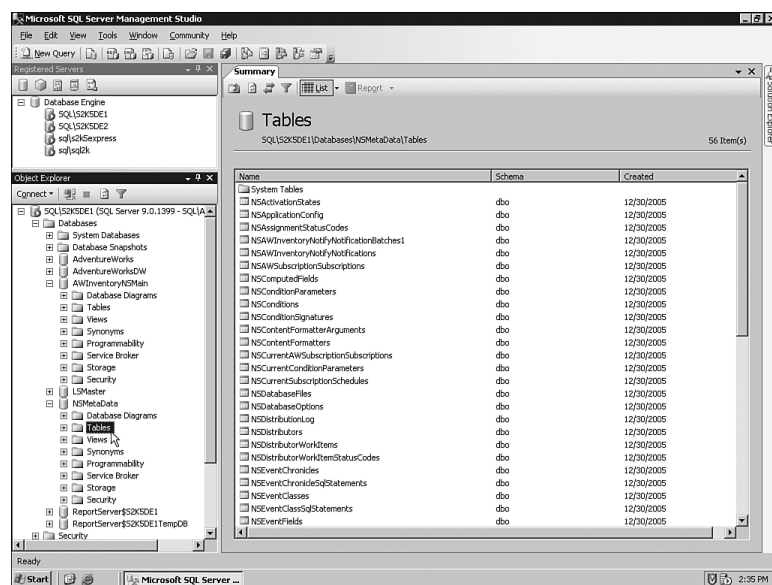 Microsoft SQL Server Management Studio
File Edit View Tools Window Community Help
New Query
Registered Servers
Database Engine
SQL\S2K5DE1
SQL\S2K5DE2
sql\s2k5express
sql\sql2k
Object Explorer
Connect
SQL\S2K5DE1 (SQL Server 9.0.1399 - SQL\A
Databases
System Databases
Database Snapshots
AdventureWorks
AdventureWorksDW
AWInventoryNSMain
Database Diagrams
Tables
Views
Synonyms
Programmability
Service Broker
Storage
Security
LSMaster
NSMetaData
Database Diagrams
Tables
Views
Synonyms
Programmability
Service Broker
Storage
Security
ReportServer$S2K5DE1
ReportServer$S2K5DE1TempDB
Security
Summary
List Report
Tables
SQL\S2K5DE1\Databases\NSMetaData\Tables 56 Item(s)
Name Schema Created
System Tables
NSActivationStates dbo 12/30/2005
NSApplicationConfig dbo 12/30/2005
NSAssignmentStatusCodes dbo 12/30/2005
NSAWInventoryNotifyNotificationBatches1 dbo 12/30/2005
NSAWInventoryNotifyNotifications dbo 12/30/2005
NSAWSubscriptionSubscriptions dbo 12/30/2005
NSComputedFields dbo 12/30/2005
NSConditionParameters dbo 12/30/2005
NSConditions dbo 12/30/2005
NSConditionSignatures dbo 12/30/2005
NSContentFormatterArguments dbo 12/30/2005
NSContentFormatters dbo 12/30/2005
NSCurrentAWSubscriptionSubscriptions dbo 12/30/2005
NSCurrentConditionParameters dbo 12/30/2005
NSCurrentSubscriptionSchedules dbo 12/30/2005
NSDatabaseFiles dbo 12/30/2005
NSDatabaseOptions dbo 12/30/2005
NSDistributionLog dbo 12/30/2005
NSDistributors dbo 12/30/2005
NSDistributorWorkItems dbo 12/30/2005
NSDistributorWorkItemStatusCodes dbo 12/30/2005
NSEventChronicles dbo 12/30/2005
NSEventChronicleSqlStatements dbo 12/30/2005
NSEventClasses dbo 12/30/2005
NSEventClassSqlStatements dbo 12/30/2005
NSEventFields dbo 12/30/2005
Solution Explorer
Ready
Start Microsoft SQL Server ... 2:35 PM